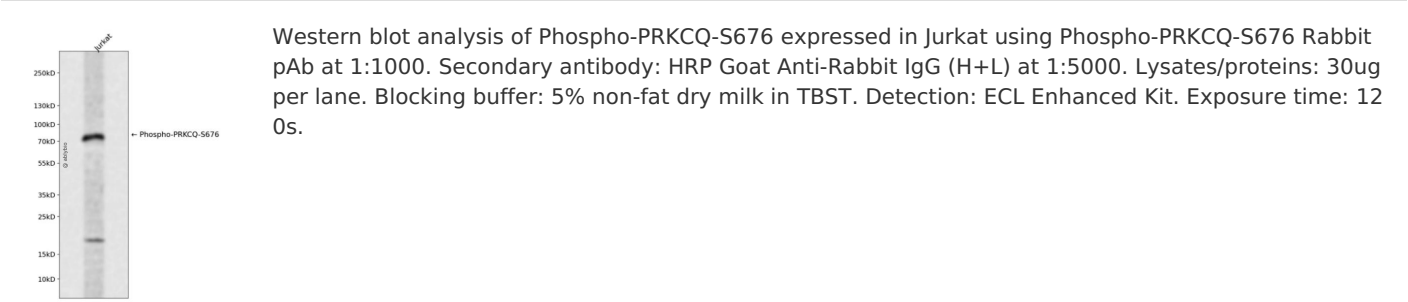 Jurkat
250kD
130kD
100kD
70kD
55kD
35kD
25kD
15kD
10kD
← Phospho-PRKCQ-S676
Western blot analysis of Phospho-PRKCQ-S676 expressed in Jurkat using Phospho-PRKCQ-S676 Rabbit
pAb at 1:1000. Secondary antibody: HRP Goat Anti-Rabbit IgG (H+L) at 1:5000. Lysates/proteins: 30ug
per lane. Blocking buffer: 5% non-fat dry milk in TBST. Detection: ECL Enhanced Kit. Exposure time: 12
0s.